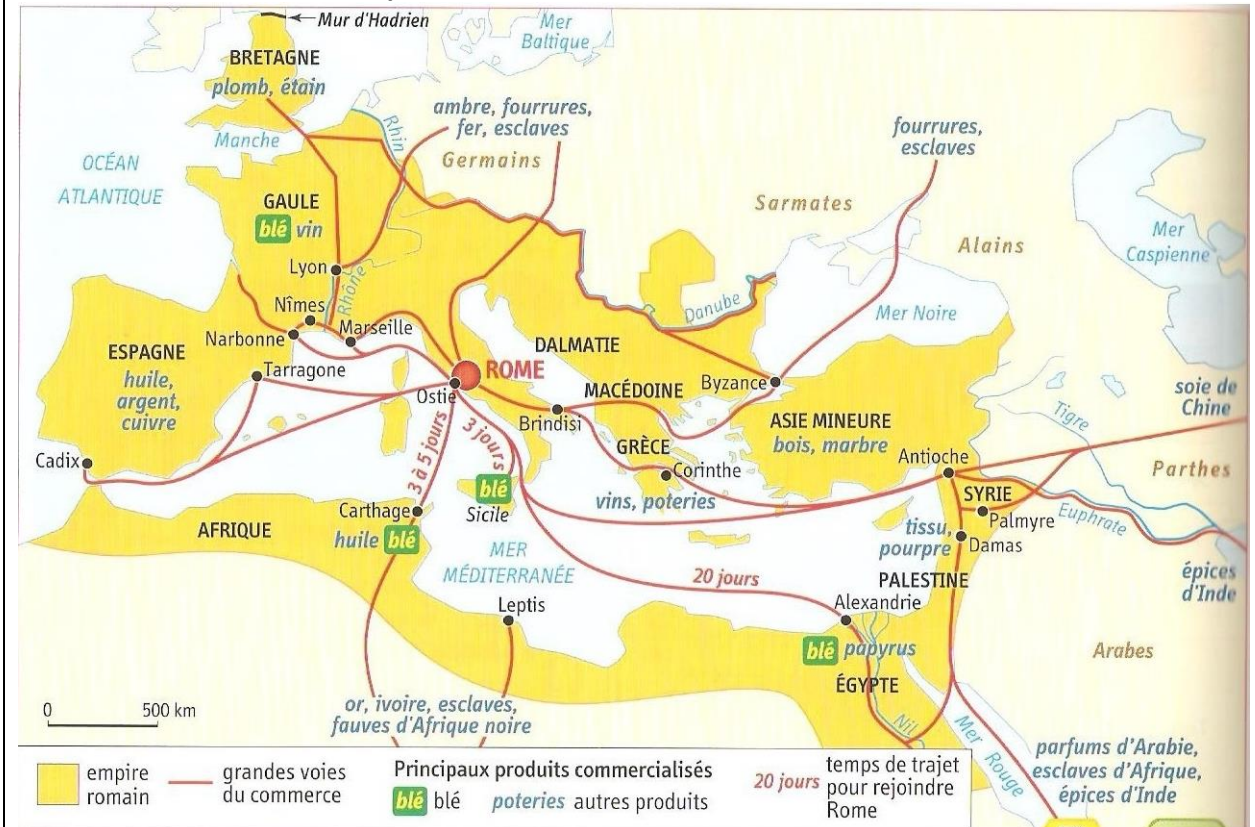 Mur d'Hadrien
Mer
Baltique
BRETAGNE
plomb, étain
ambre, fourrures,
fer, esclaves
Rhin
Manche
Germains
fourrures,
esclaves
OCÉAN
ATLANTIQUE
GAULE
blé vin
Sarmates
Alains
Mer
Caspienne
Lyon
Rhône
Nîmes
Narbonne
Marseille
Danube
Mer Noire
ESPAGNE
huile,
argent,
cuivre
Tarragone
ROME
Ostie
DALMATIE
MACÉDOINE
Byzance
Brindisi
ASIE MINEURE
bois, marbre
soie de
Chine
Tigre
Cadix
3 à 5 jours
3 jours
GRÈCE
Corinthe
vins, poteries
Antioche
Parthes
blé
Sicile
Carthage
huile blé
AFRIQUE
SYRIE
Palmyre
Euphrate
tissu,
pourpre
Damas
MER
MÉDITERRANÉE
20 jours
PALESTINE
épices
d'Inde
Leptis
Alexandrie
blé papyrus
Arabes
ÉGYPTE
Nil
or, ivoire, esclaves,
fauves d'Afrique noire
0 500 km
Mer Rouge
parfums d'Arabie,
esclaves d'Afrique,
épices d'Inde
empire
romain
grandes voies
du commerce
Principaux produits commercialisés
blé blé
poteries autres produits
20 jours
temps de trajet
pour rejoindre
Rome